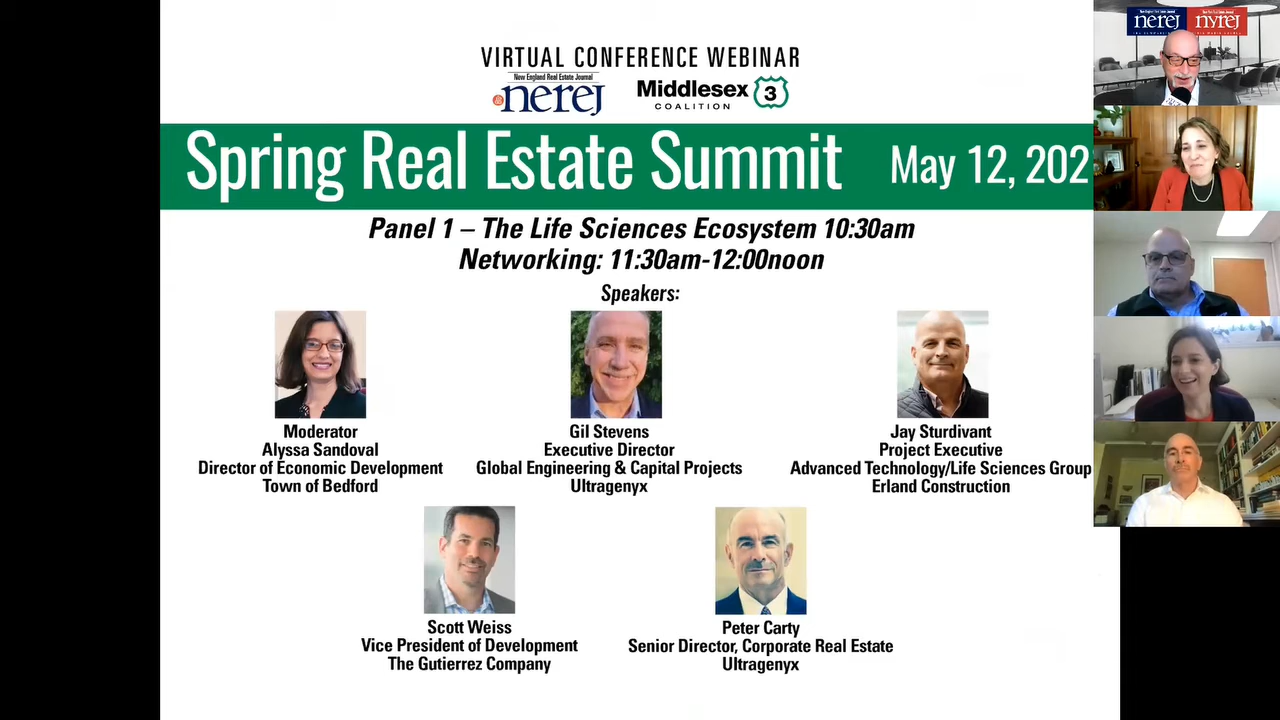 VIRTUAL CONFERENCE WEBINAR
New England Real Estate Journal
nerej
Middlesex 3
COALITION
Spring Real Estate Summit May 12, 202
Panel 1 – The Life Sciences Ecosystem 10:30am
Networking: 11:30am-12:00noon
Speakers:
Moderator
Alyssa Sandoval
Director of Economic Development
Town of Bedford
Gil Stevens
Executive Director
Global Engineering & Capital Projects
Ultragenyx
Jay Sturdivant
Project Executive
Advanced Technology/Life Sciences Group
Erland Construction
Scott Weiss
Vice President of Development
The Gutierrez Company
Peter Carty
Senior Director, Corporate Real Estate
Ultragenyx
nerej nyrej